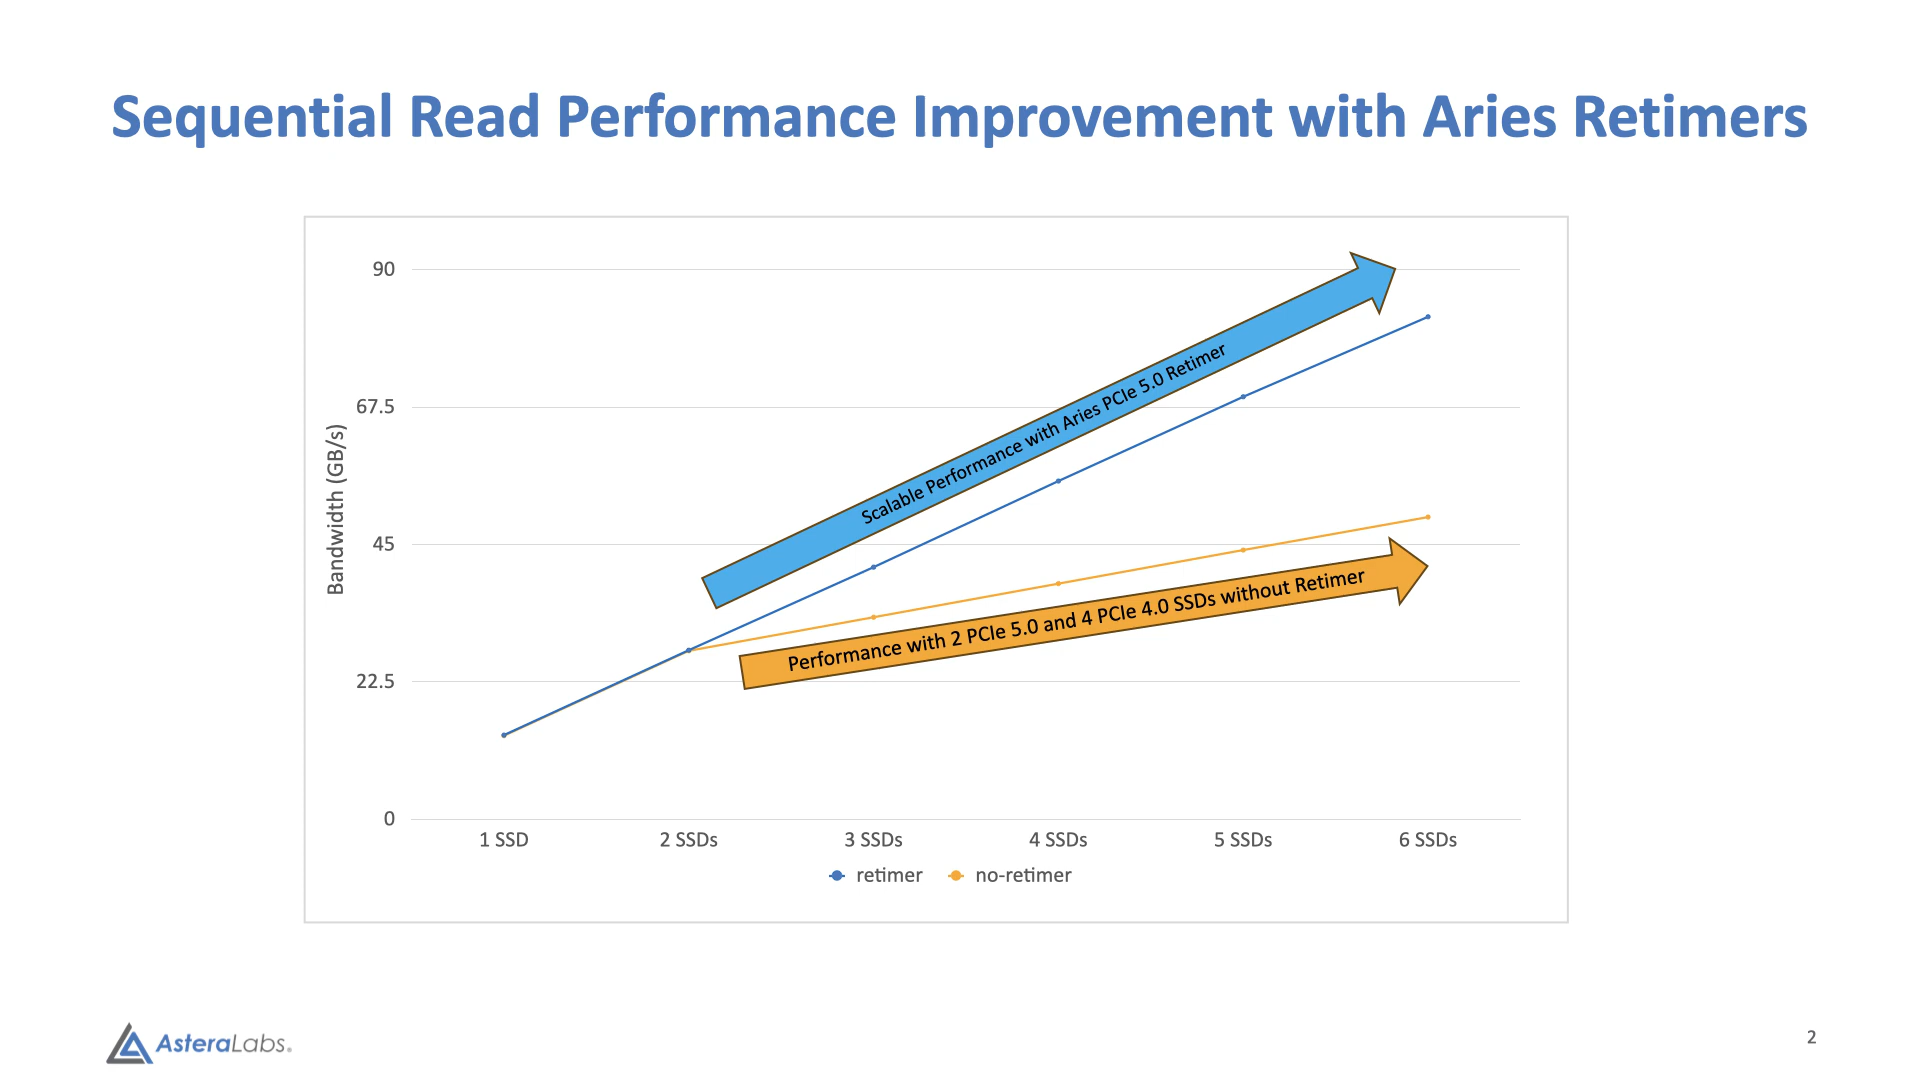 Sequential Read Performance Improvement with Aries Retimers
90
67.5
45
22.5
0
Bandwidth (GB/s)
Scalable Performance with Aries PCIe 5.0 Retimer
Performance with 2 PCIe 5.0 and 4 PCIe 4.0 SSDs without Retimer
1 SSD
2 SSDs
3 SSDs
4 SSDs
5 SSDs
6 SSDs
retimer
no-retimer
AsteraLabs®
2